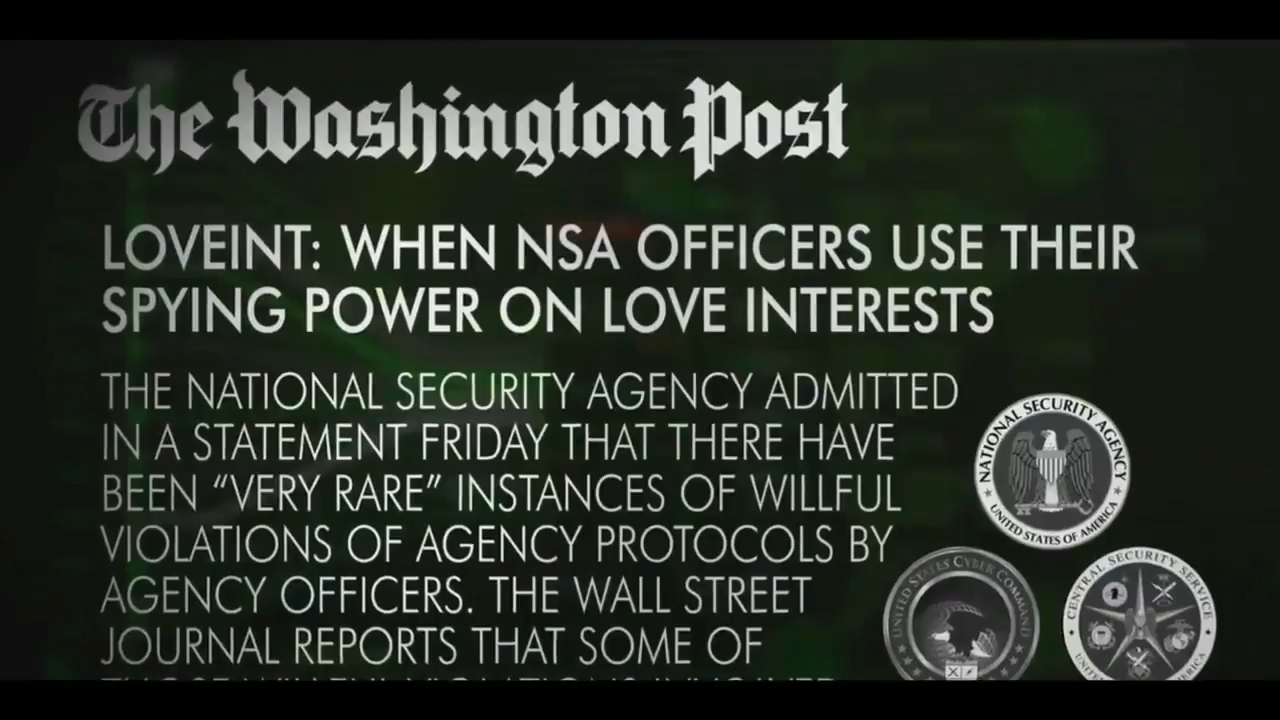 The Washington Post
LOVEINT: WHEN NSA OFFICERS USE THEIR
SPYING POWER ON LOVE INTERESTS
THE NATIONAL SECURITY AGENCY ADMITTED
IN A STATEMENT FRIDAY THAT THERE HAVE
BEEN “VERY RARE” INSTANCES OF WILLFUL
VIOLATIONS OF AGENCY PROTOCOLS BY
AGENCY OFFICERS. THE WALL STREET
JOURNAL REPORTS THAT SOME OF
NATIONAL SECURITY AGENCY
UNITED STATES OF AMERICA
UNITED STATES CYBER COMMAND
CENTRAL SECURITY SERVICE